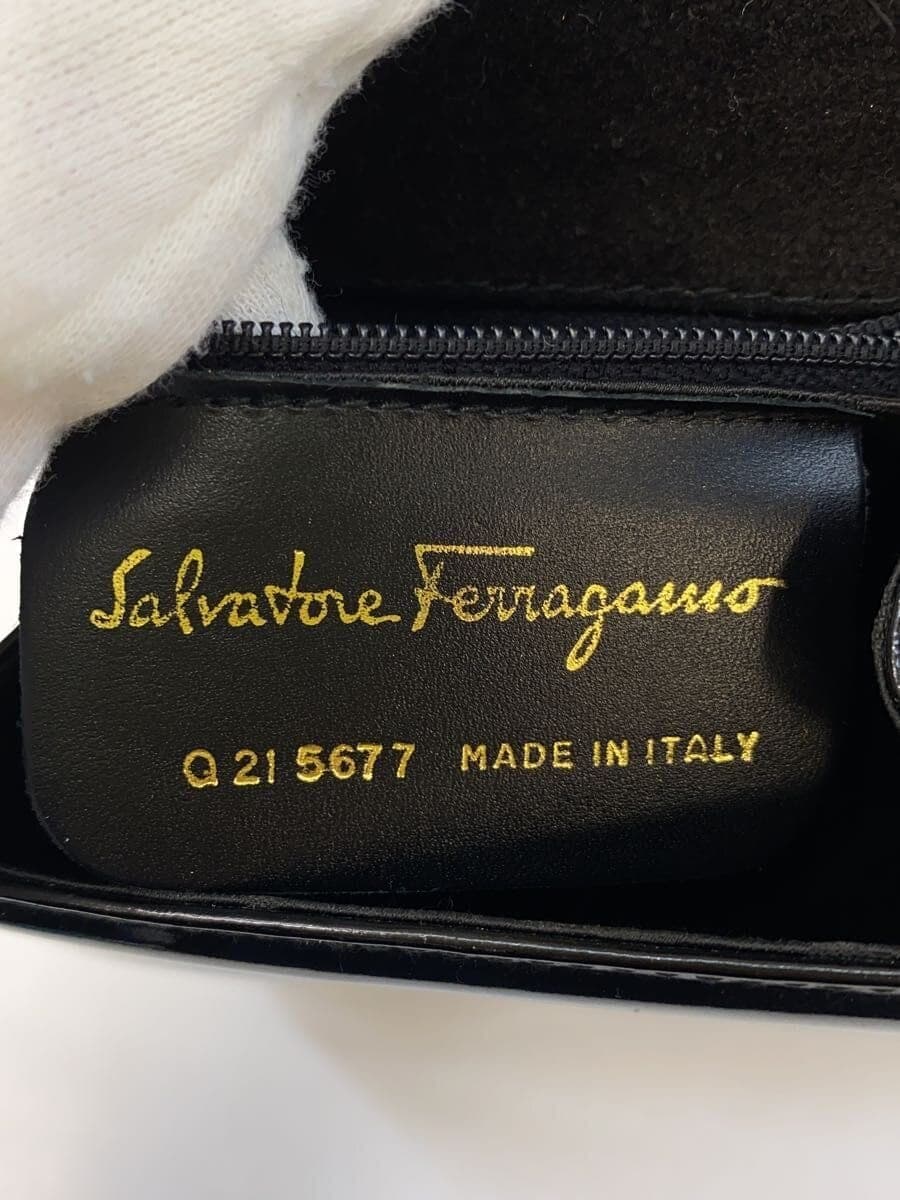 Salvatore Ferragamo
Q 21 5677 MADE IN ITALY